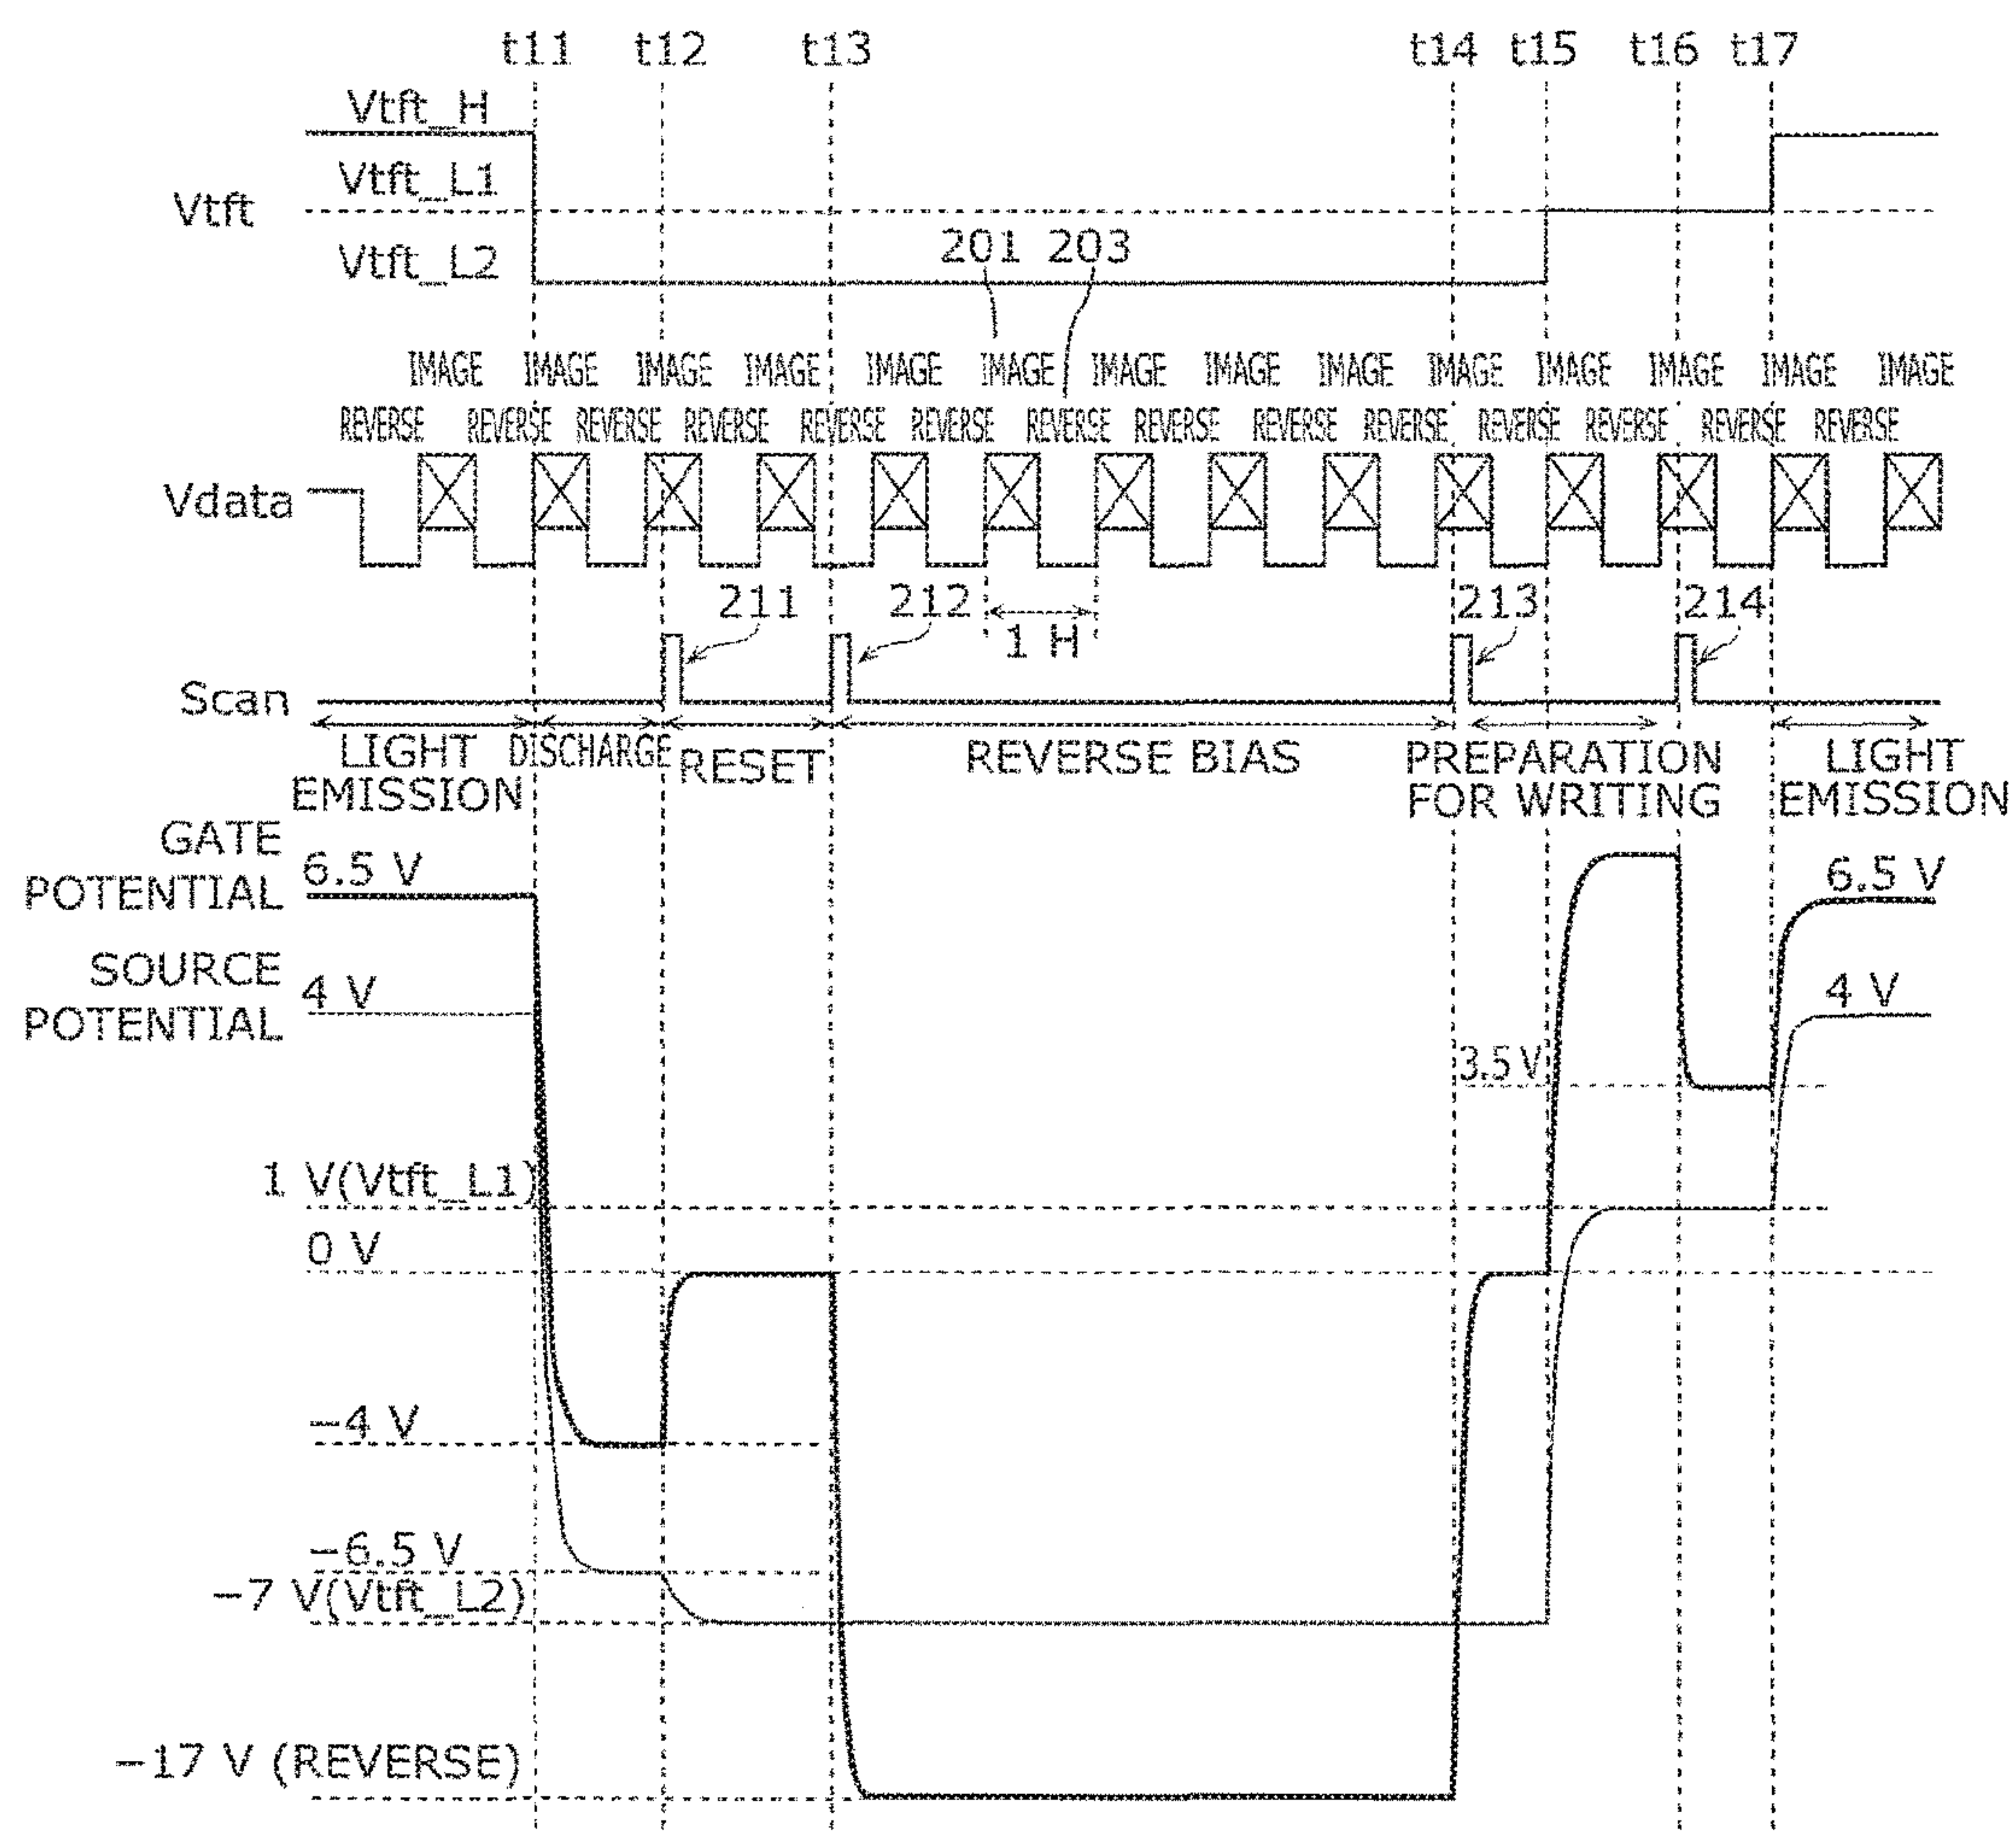 t11 t12 t13 t14 t15 t16 t17
Vtft_H
Vtft_L1
Vtft
Vtft_L2
201 203
IMAGE IMAGE IMAGE IMAGE IMAGE IMAGE IMAGE IMAGE IMAGE IMAGE IMAGE IMAGE IMAGE IMAGE
REVERSE REVERSE REVERSE REVERSE REVERSE REVERSE REVERSE REVERSE REVERSE REVERSE REVERSE REVERSE REVERSE REVERSE
Vdata
211 212 213 214
1 H
Scan
LIGHT EMISSION
DISCHARGE
RESET
REVERSE BIAS
PREPARATION FOR WRITING
LIGHT EMISSION
GATE POTENTIAL
6.5 V
6.5 V
SOURCE POTENTIAL
4 V
4 V
3.5 V
1 V(Vtft_L1)
0 V
−4 V
−6.5 V
−7 V(Vtft_L2)
−17 V (REVERSE)